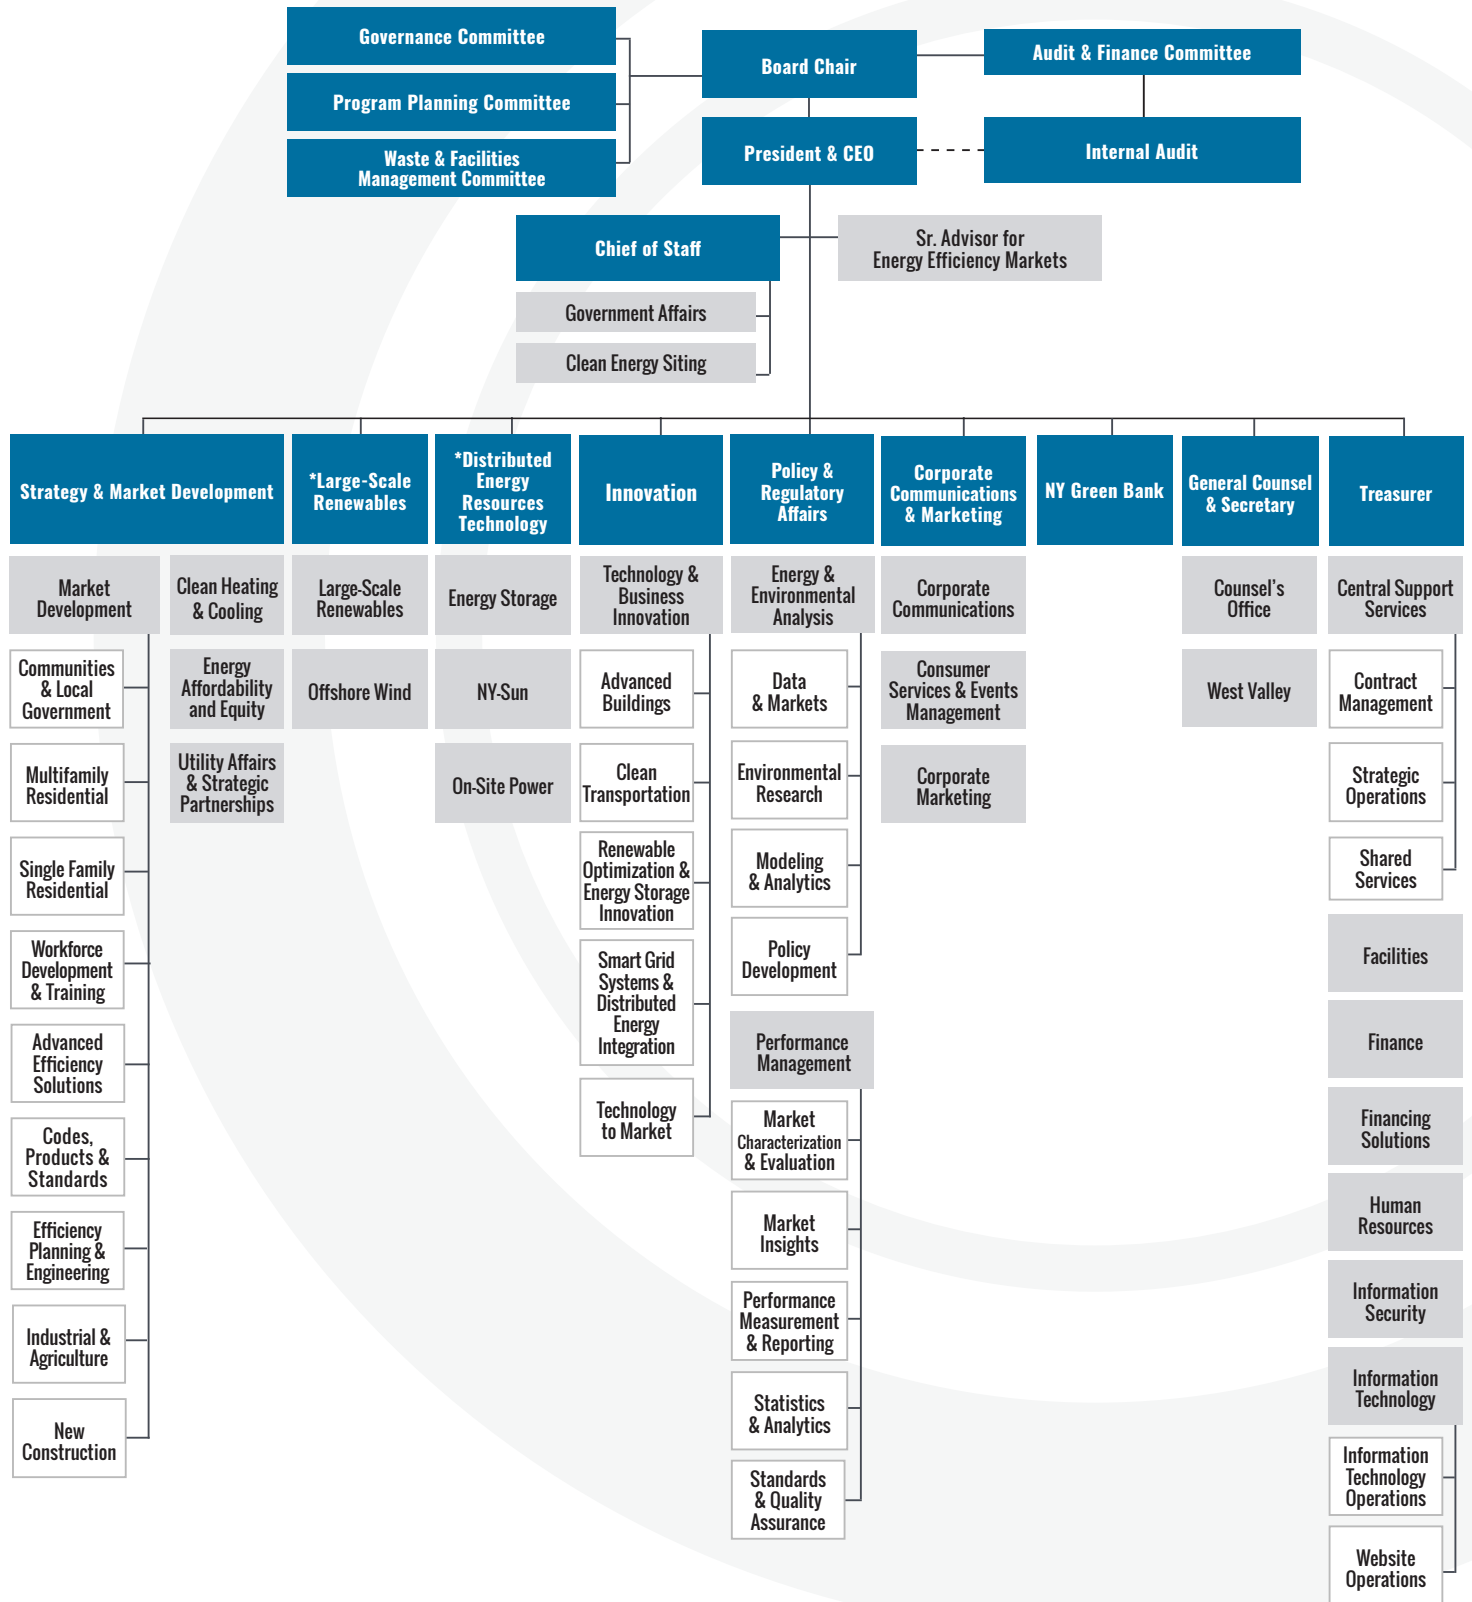 Governance Committee
Program Planning Committee
Waste & Facilities
Management Committee
Board Chair
Audit & Finance Committee
President & CEO
Internal Audit
Chief of Staff
Sr. Advisor for
Energy Efficiency Markets
Government Affairs
Clean Energy Siting
Strategy & Market Development
Market
Development
Communities
& Local
Government
Multifamily
Residential
Single Family
Residential
Workforce
Development
& Training
Advanced
Efficiency
Solutions
Codes,
Products &
Standards
Efficiency
Planning &
Engineering
Industrial &
Agriculture
New
Construction
Clean Heating
& Cooling
Energy
Affordability
and Equity
Utility Affairs
& Strategic
Partnerships
*Large-Scale
Renewables
Large-Scale
Renewables
Offshore Wind
*Distributed
Energy
Resources
Technology
Energy Storage
NY-Sun
On-Site Power
Innovation
Technology &
Business
Innovation
Advanced
Buildings
Clean
Transportation
Renewable
Optimization &
Energy Storage
Innovation
Smart Grid
Systems &
Distributed
Energy
Integration
Technology
to Market
Policy &
Regulatory
Affairs
Energy &
Environmental
Analysis
Data
& Markets
Environmental
Research
Modeling
& Analytics
Policy
Development
Performance
Management
Market
Characterization
& Evaluation
Market
Insights
Performance
Measurement
& Reporting
Statistics
& Analytics
Standards
& Quality
Assurance
Corporate
Communications
& Marketing
Corporate
Communications
Consumer
Services & Events
Management
Corporate
Marketing
NY Green Bank
General Counsel
& Secretary
Counsel's
Office
West Valley
Treasurer
Central Support
Services
Contract
Management
Strategic
Operations
Shared
Services
Facilities
Finance
Financing
Solutions
Human
Resources
Information
Security
Information
Technology
Information
Technology
Operations
Website
Operations